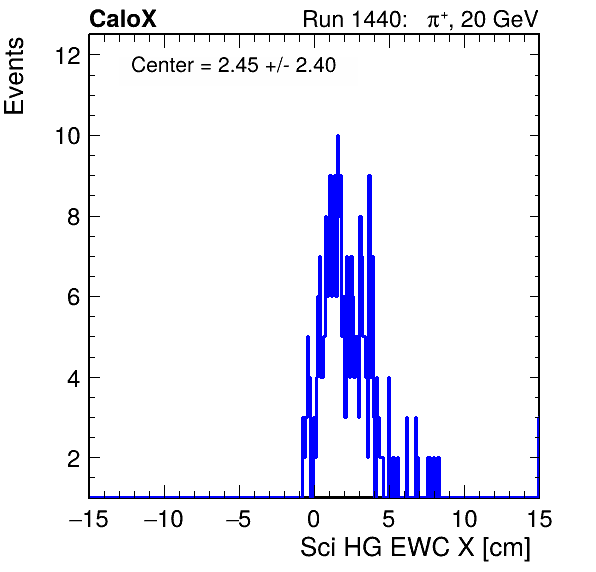 CaloX Run 1440: π⁺, 20 GeV
Center = 2.45 +/- 2.40
Events
12
10
8
6
4
2
−15 −10 −5 0 5 10 15
Sci HG EWC X [cm]